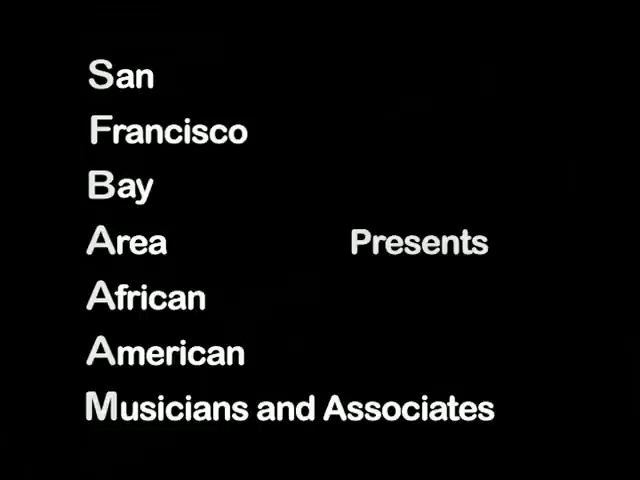 San
Francisco
Bay
Area
Presents
African
American
Musicians and Associates